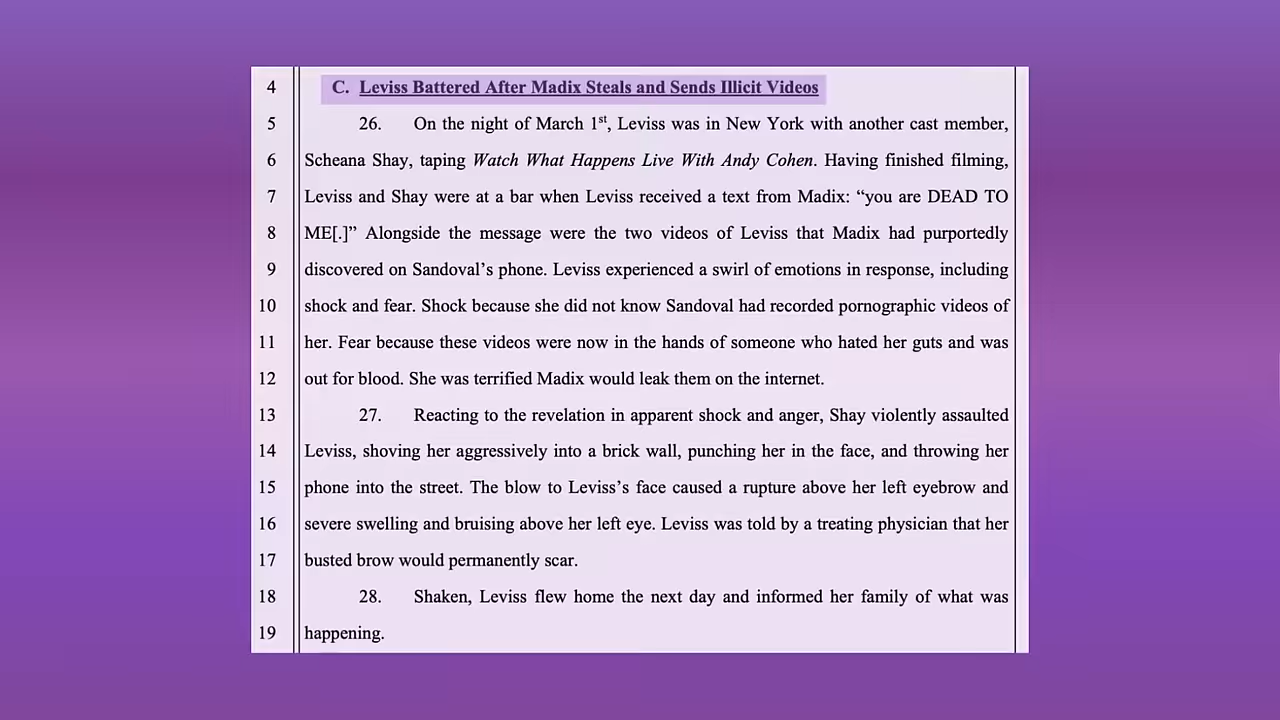 4 C. Leviss Battered After Madix Steals and Sends Illicit Videos
5 26. On the night of March 1st, Leviss was in New York with another cast member,
6 Scheana Shay, taping Watch What Happens Live With Andy Cohen. Having finished filming,
7 Leviss and Shay were at a bar when Leviss received a text from Madix: “you are DEAD TO
8 ME[.]” Alongside the message were the two videos of Leviss that Madix had purportedly
9 discovered on Sandoval’s phone. Leviss experienced a swirl of emotions in response, including
10 shock and fear. Shock because she did not know Sandoval had recorded pornographic videos of
11 her. Fear because these videos were now in the hands of someone who hated her guts and was
12 out for blood. She was terrified Madix would leak them on the internet.
13 27. Reacting to the revelation in apparent shock and anger, Shay violently assaulted
14 Leviss, shoving her aggressively into a brick wall, punching her in the face, and throwing her
15 phone into the street. The blow to Leviss’s face caused a rupture above her left eyebrow and
16 severe swelling and bruising above her left eye. Leviss was told by a treating physician that her
17 busted brow would permanently scar.
18 28. Shaken, Leviss flew home the next day and informed her family of what was
19 happening.